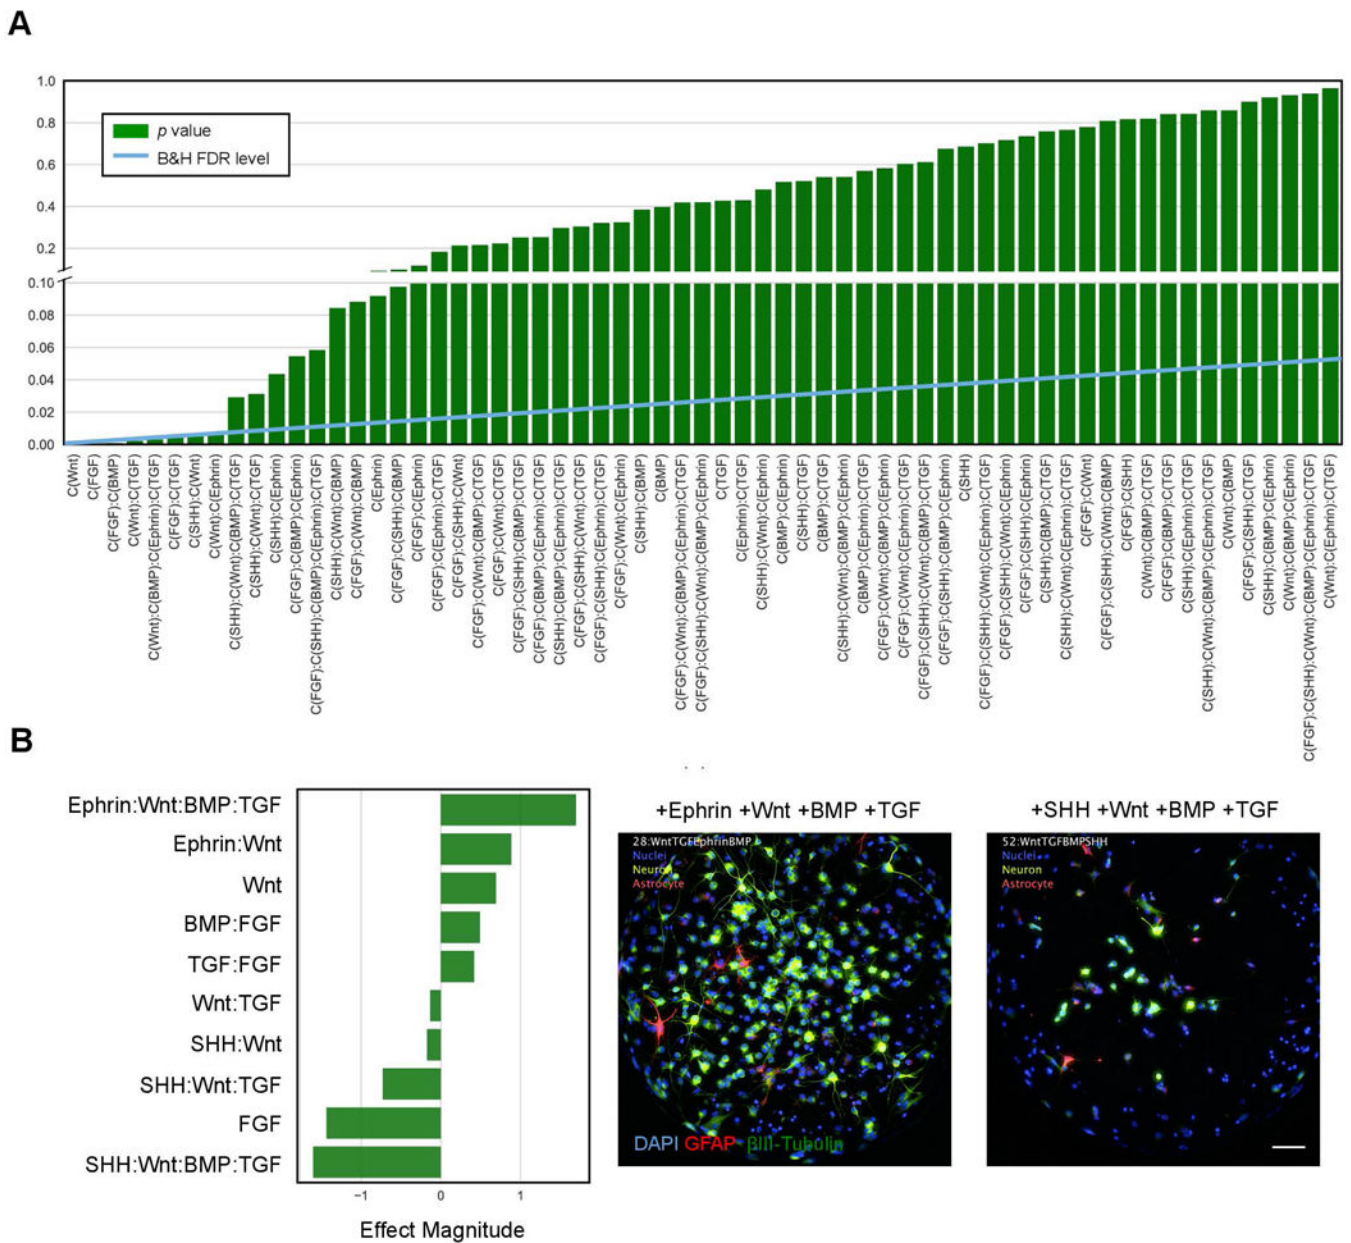 A
1.0
0.8
0.6
0.4
0.2
0.10
0.08
0.06
0.04
0.02
0.00
p value
B&H FDR level
C(Wnt)
C(FGF)
C(FGF):C(BMP)
C(Wnt):C(TGF)
C(Wnt):C(BMP):C(Ephrin):C(TGF)
C(FGF):C(TGF)
C(SHH):C(Wnt)
C(Wnt):C(Ephrin)
C(SHH):C(Wnt):C(BMP):C(TGF)
C(SHH):C(Wnt):C(TGF)
C(SHH):C(Ephrin)
C(FGF):C(BMP):C(Ephrin)
C(FGF):C(SHH):C(BMP):C(Ephrin):C(TGF)
C(SHH):C(Wnt):C(BMP)
C(FGF):C(Wnt):C(BMP)
C(Ephrin)
C(FGF):C(SHH):C(BMP)
C(FGF):C(Ephrin)
C(FGF):C(Ephrin):C(TGF)
C(FGF):C(SHH):C(Wnt)
C(FGF):C(Wnt):C(BMP):C(TGF)
C(FGF):C(Wnt):C(TGF)
C(FGF):C(SHH):C(BMP):C(TGF)
C(FGF):C(BMP):C(Ephrin):C(TGF)
C(SHH):C(BMP):C(Ephrin):C(TGF)
C(FGF):C(SHH):C(Wnt):C(TGF)
C(FGF):C(SHH):C(Ephrin):C(TGF)
C(FGF):C(Wnt):C(Ephrin)
C(SHH):C(BMP)
C(BMP)
C(FGF):C(Wnt):C(BMP):C(Ephrin):C(TGF)
C(FGF):C(SHH):C(Wnt):C(BMP):C(Ephrin)
C(TGF)
C(Ephrin):C(TGF)
C(SHH):C(Wnt):C(Ephrin)
C(BMP):C(Ephrin)
C(SHH):C(TGF)
C(BMP):C(TGF)
C(SHH):C(Wnt):C(BMP):C(Ephrin)
C(BMP):C(Ephrin):C(TGF)
C(FGF):C(Wnt):C(BMP):C(Ephrin)
C(FGF):C(Wnt):C(Ephrin):C(TGF)
C(FGF):C(SHH):C(Wnt):C(BMP):C(TGF)
C(FGF):C(SHH):C(BMP):C(Ephrin)
C(SHH)
C(FGF):C(SHH):C(Wnt):C(Ephrin):C(TGF)
C(FGF):C(SHH):C(Wnt):C(Ephrin)
C(FGF):C(SHH):C(Ephrin)
C(SHH):C(BMP):C(TGF)
C(SHH):C(Wnt):C(Ephrin):C(TGF)
C(FGF):C(Wnt)
C(FGF):C(SHH):C(Wnt):C(BMP)
C(FGF):C(SHH)
C(Wnt):C(BMP):C(TGF)
C(FGF):C(BMP):C(TGF)
C(SHH):C(Ephrin):C(TGF)
C(SHH):C(Wnt):C(BMP):C(Ephrin):C(TGF)
C(Wnt):C(BMP)
C(FGF):C(SHH):C(TGF)
C(SHH):C(BMP):C(Ephrin)
C(Wnt):C(BMP):C(Ephrin)
C(FGF):C(SHH):C(Wnt):C(BMP):C(Ephrin):C(TGF)
C(Wnt):C(Ephrin):C(TGF)
B
Ephrin:Wnt:BMP:TGF
Ephrin:Wnt
Wnt
BMP:FGF
TGF:FGF
Wnt:TGF
SHH:Wnt
SHH:Wnt:TGF
FGF
SHH:Wnt:BMP:TGF
−1
0
1
Effect Magnitude
+Ephrin +Wnt +BMP +TGF
28:WntTGFEphrinBMP
Nuclei
Neuron
Astrocyte
DAPI GFAP βIII-Tubulin
+SHH +Wnt +BMP +TGF
52:WntTGFBMPSHH
Nuclei
Neuron
Astrocyte